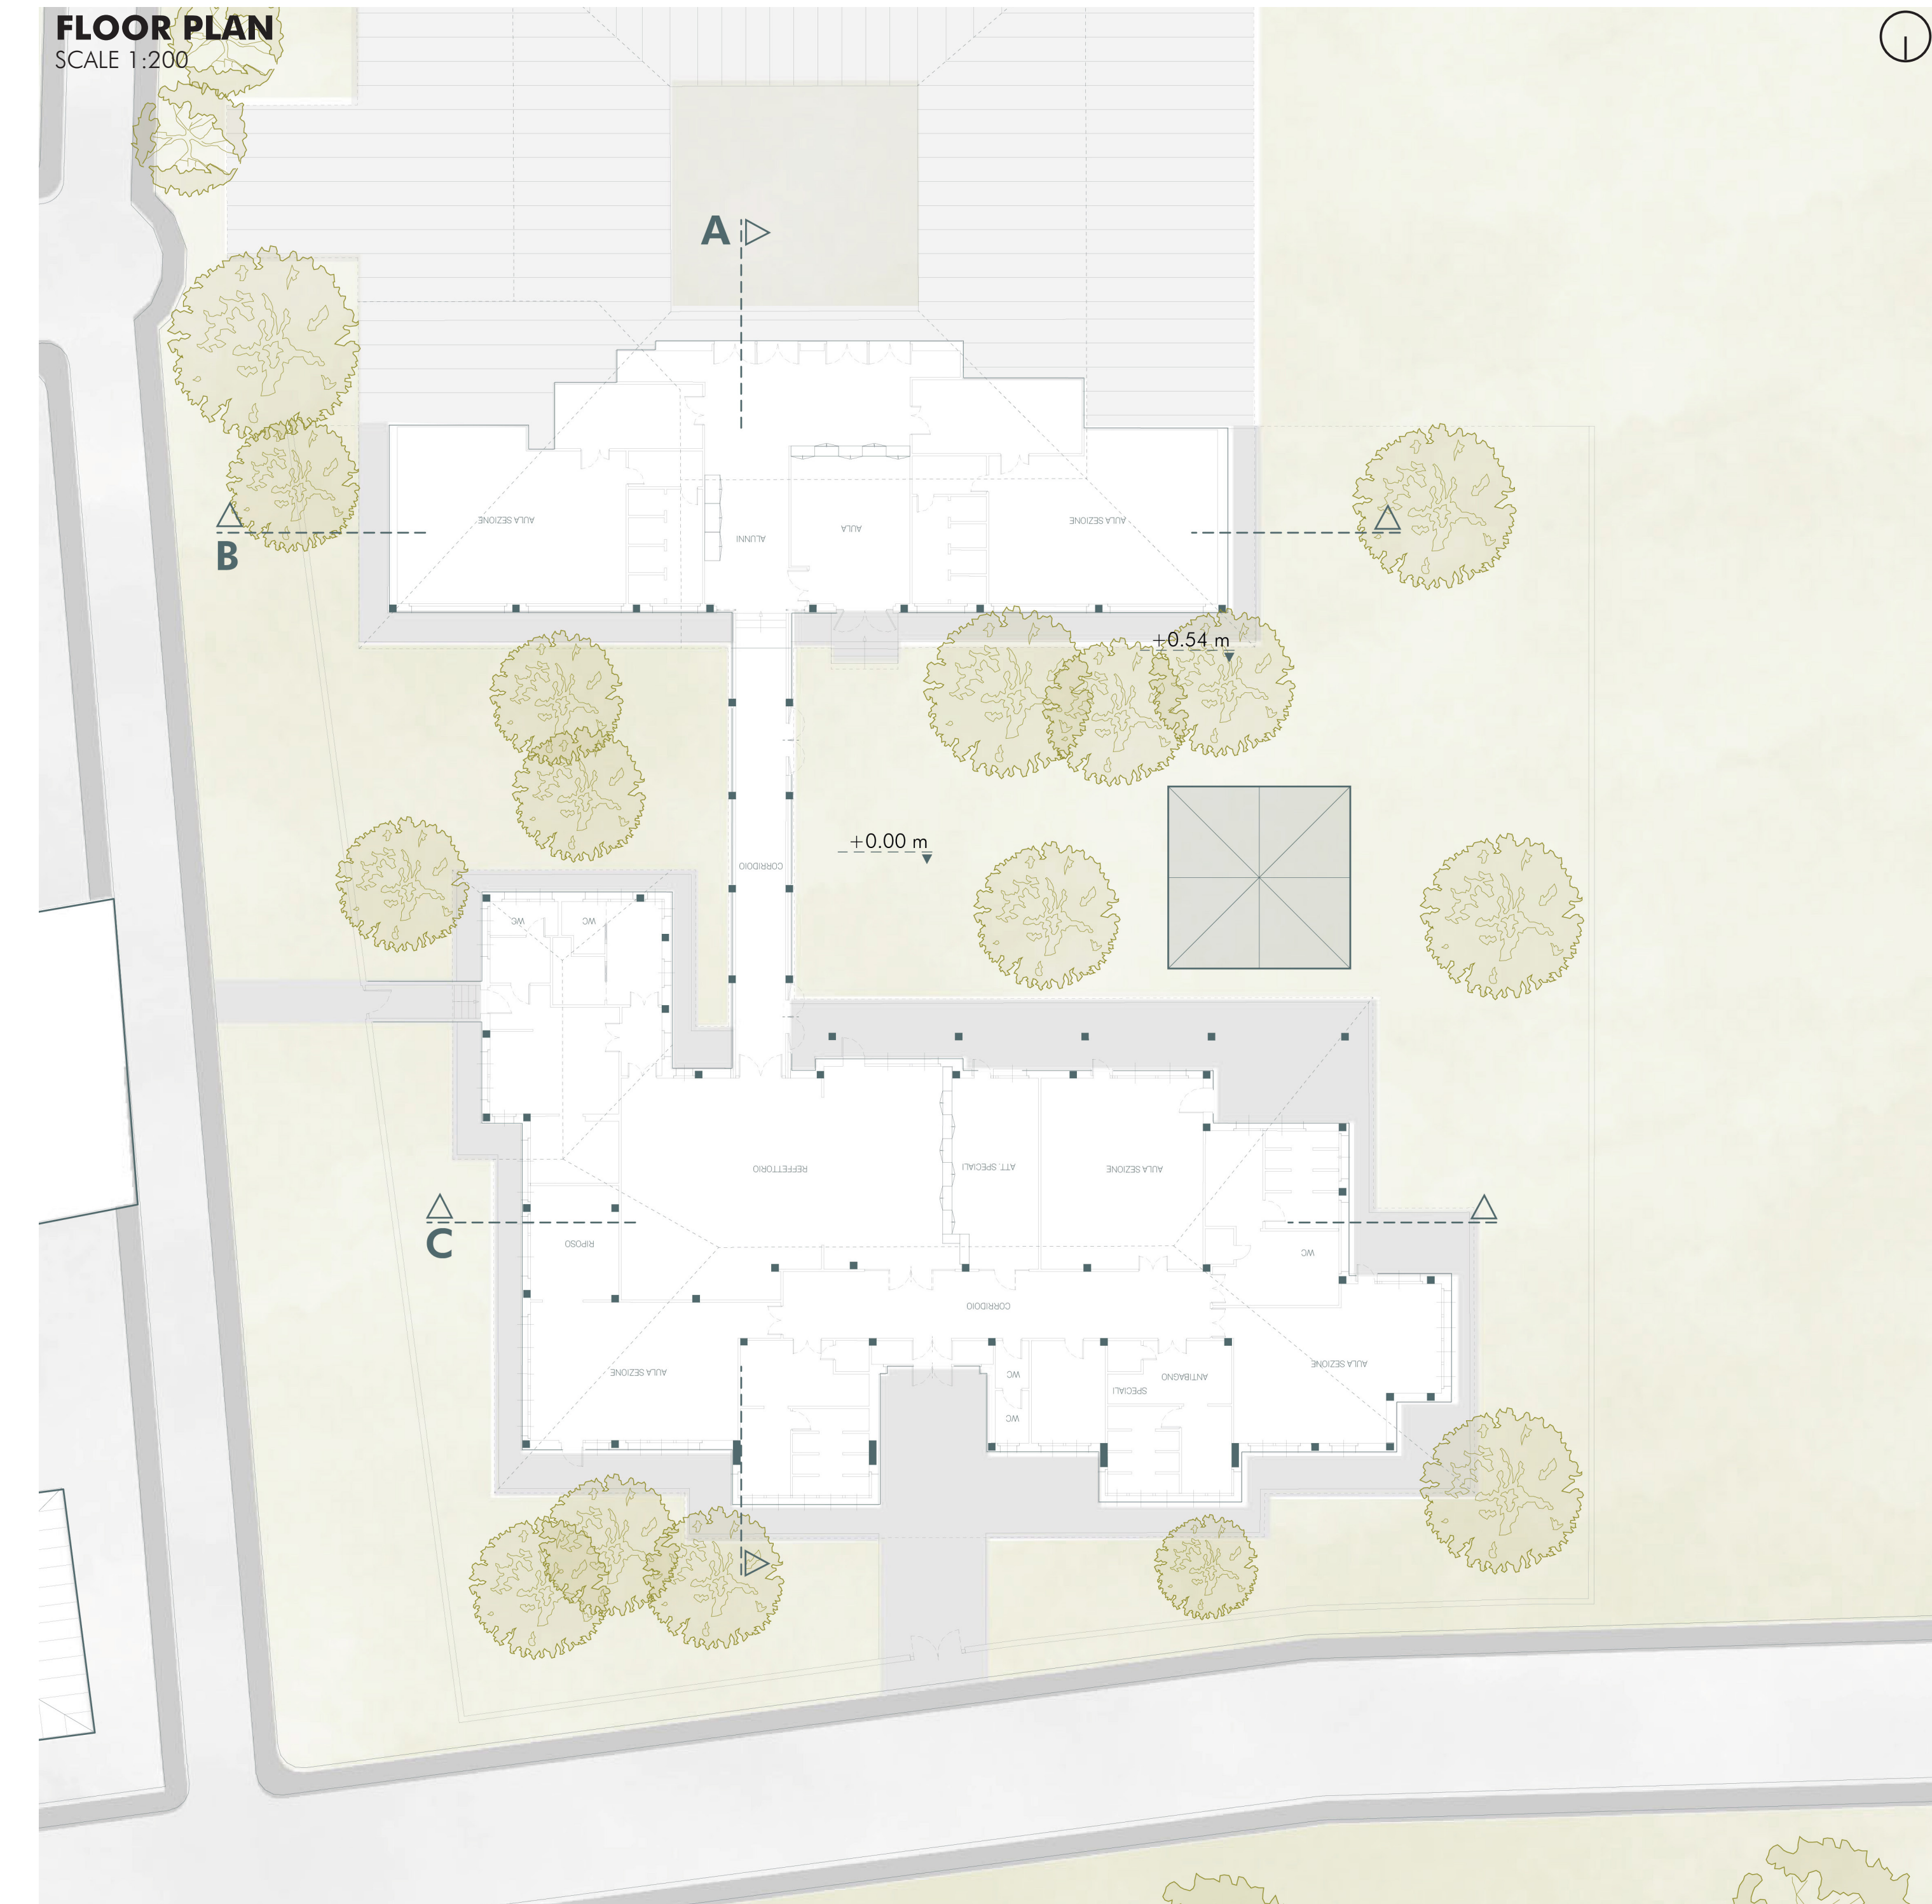 FLOOR PLAN
SCALE 1:200
A
AULA SEZIONE
ALUNNI
AULA
AULA SEZIONE
B
+0.54 m
+0.00 m
CORRIDOIO
WC
WC
REFFETTORIO
ATT. SPECIALI
AULA SEZIONE
C
RIPOSO
WC
CORRIDOIO
AULA SEZIONE
WC
SPECIALI
ANTIBAGNO
AULA SEZIONE
WC